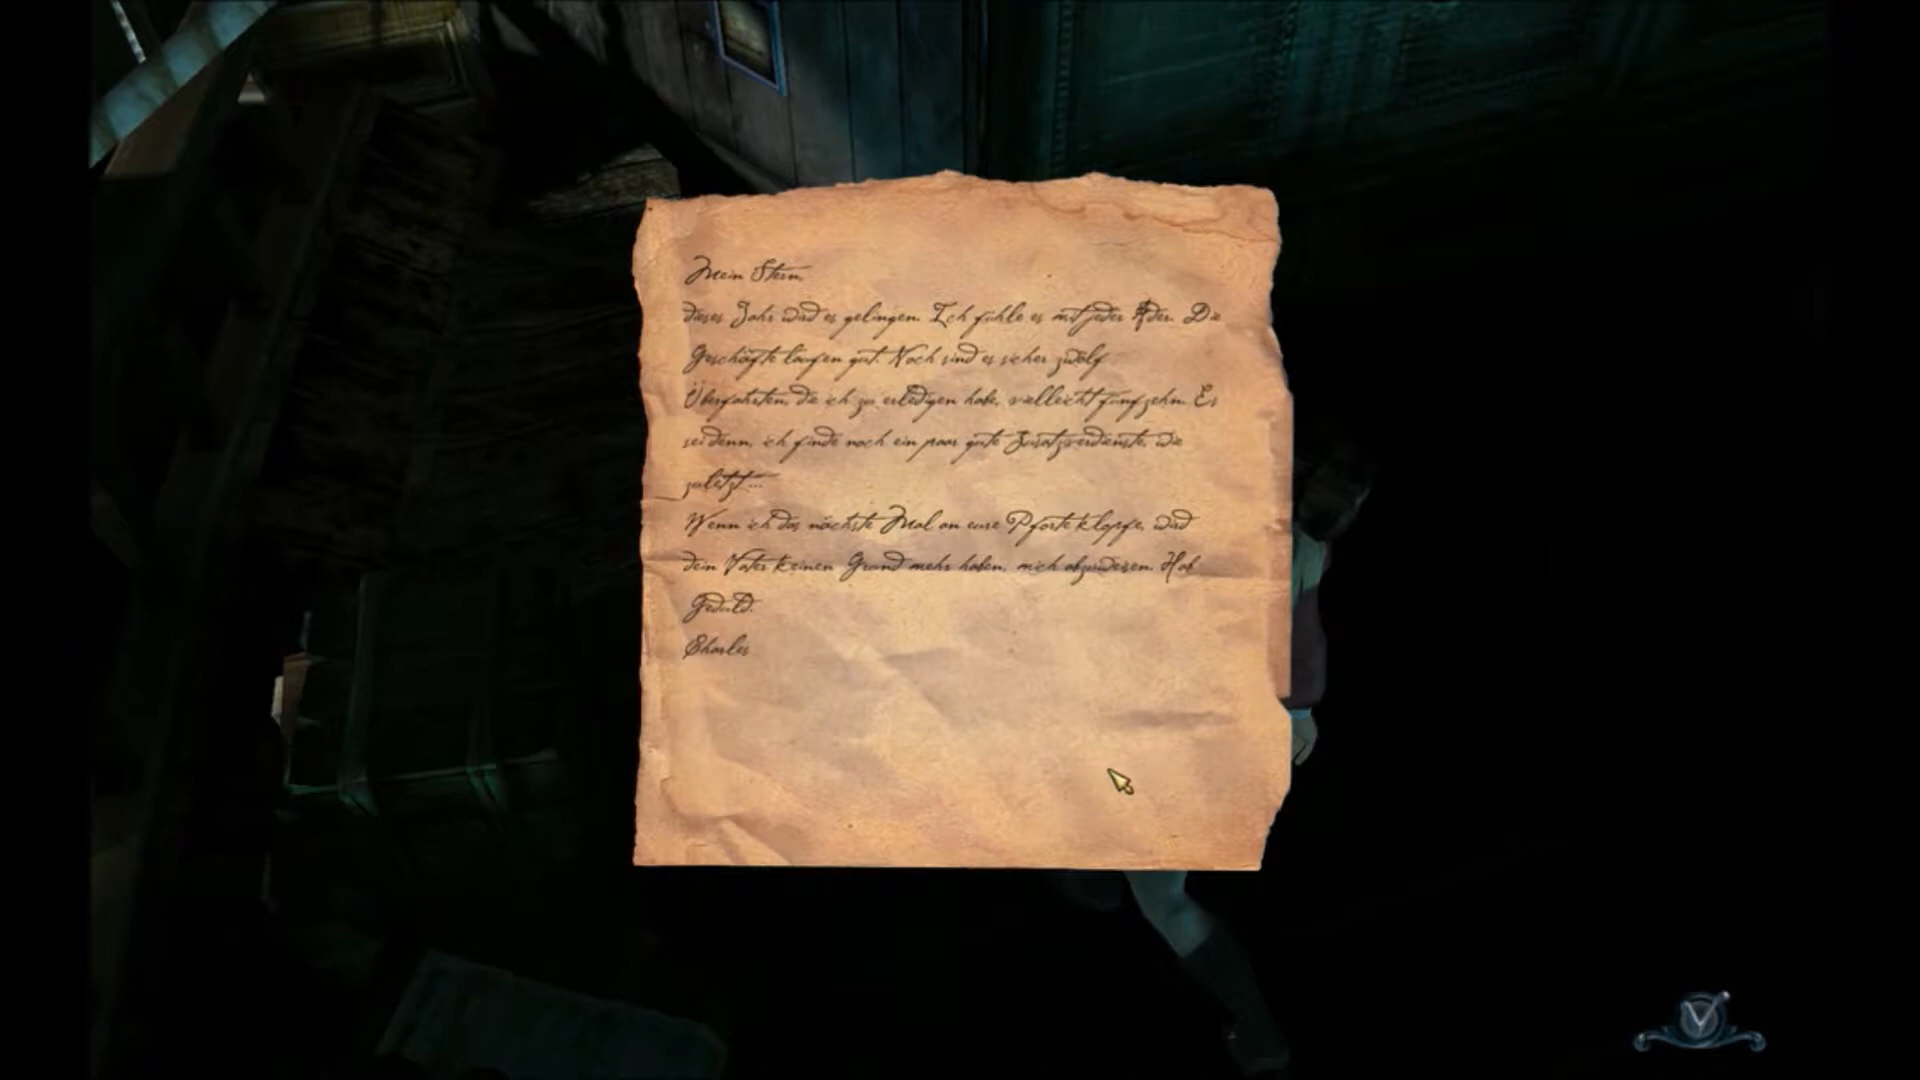 Mein Stern,
dieses Jahr wird es gelingen. Ich fühle es mit jeder Ader. Die
Geschäfte laufen gut. Noch sind es sicher zwölf
Überfahrten, die ich zu erledigen habe, vielleicht fünfzehn. Es
sei denn, ich finde noch ein paar gute Zusatzverdienste, wie
zuletzt ...
Wenn ich das nächste Mal an eure Pforte klopfe, wird
dein Vater keinen Grund mehr haben, mich abzuweisen. Hab
Geduld.
Charles